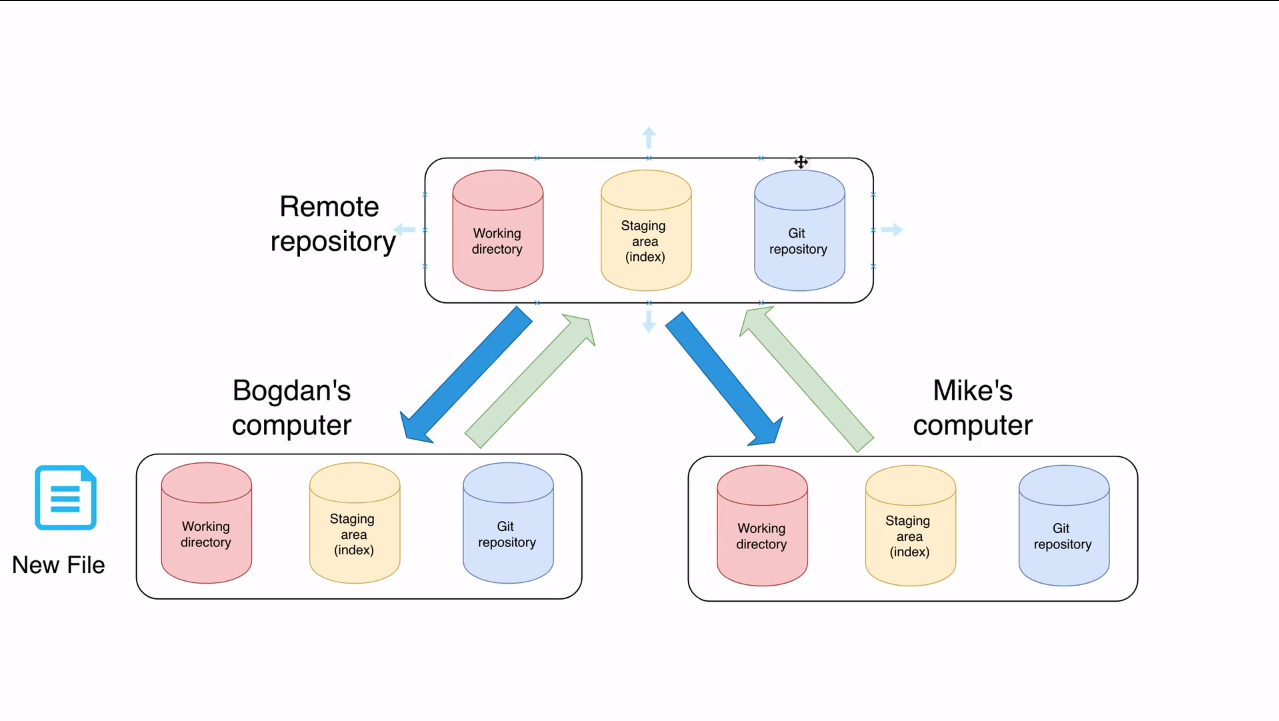 Remote
repository
Working
directory
Staging
area
(index)
Git
repository
Bogdan's
computer
Mike's
computer
New File
Working
directory
Staging
area
(index)
Git
repository
Working
directory
Staging
area
(index)
Git
repository